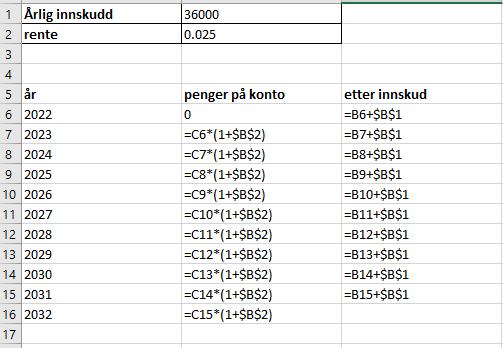 1 Årlig innskudd 36000
2 rente 0.025
3
4
5 år penger på konto etter innskud
6 2022 0 =B6+$B$1
7 2023 =C6*(1+$B$2) =B7+$B$1
8 2024 =C7*(1+$B$2) =B8+$B$1
9 2025 =C8*(1+$B$2) =B9+$B$1
10 2026 =C9*(1+$B$2) =B10+$B$1
11 2027 =C10*(1+$B$2) =B11+$B$1
12 2028 =C11*(1+$B$2) =B12+$B$1
13 2029 =C12*(1+$B$2) =B13+$B$1
14 2030 =C13*(1+$B$2) =B14+$B$1
15 2031 =C14*(1+$B$2) =B15+$B$1
16 2032 =C15*(1+$B$2)
17